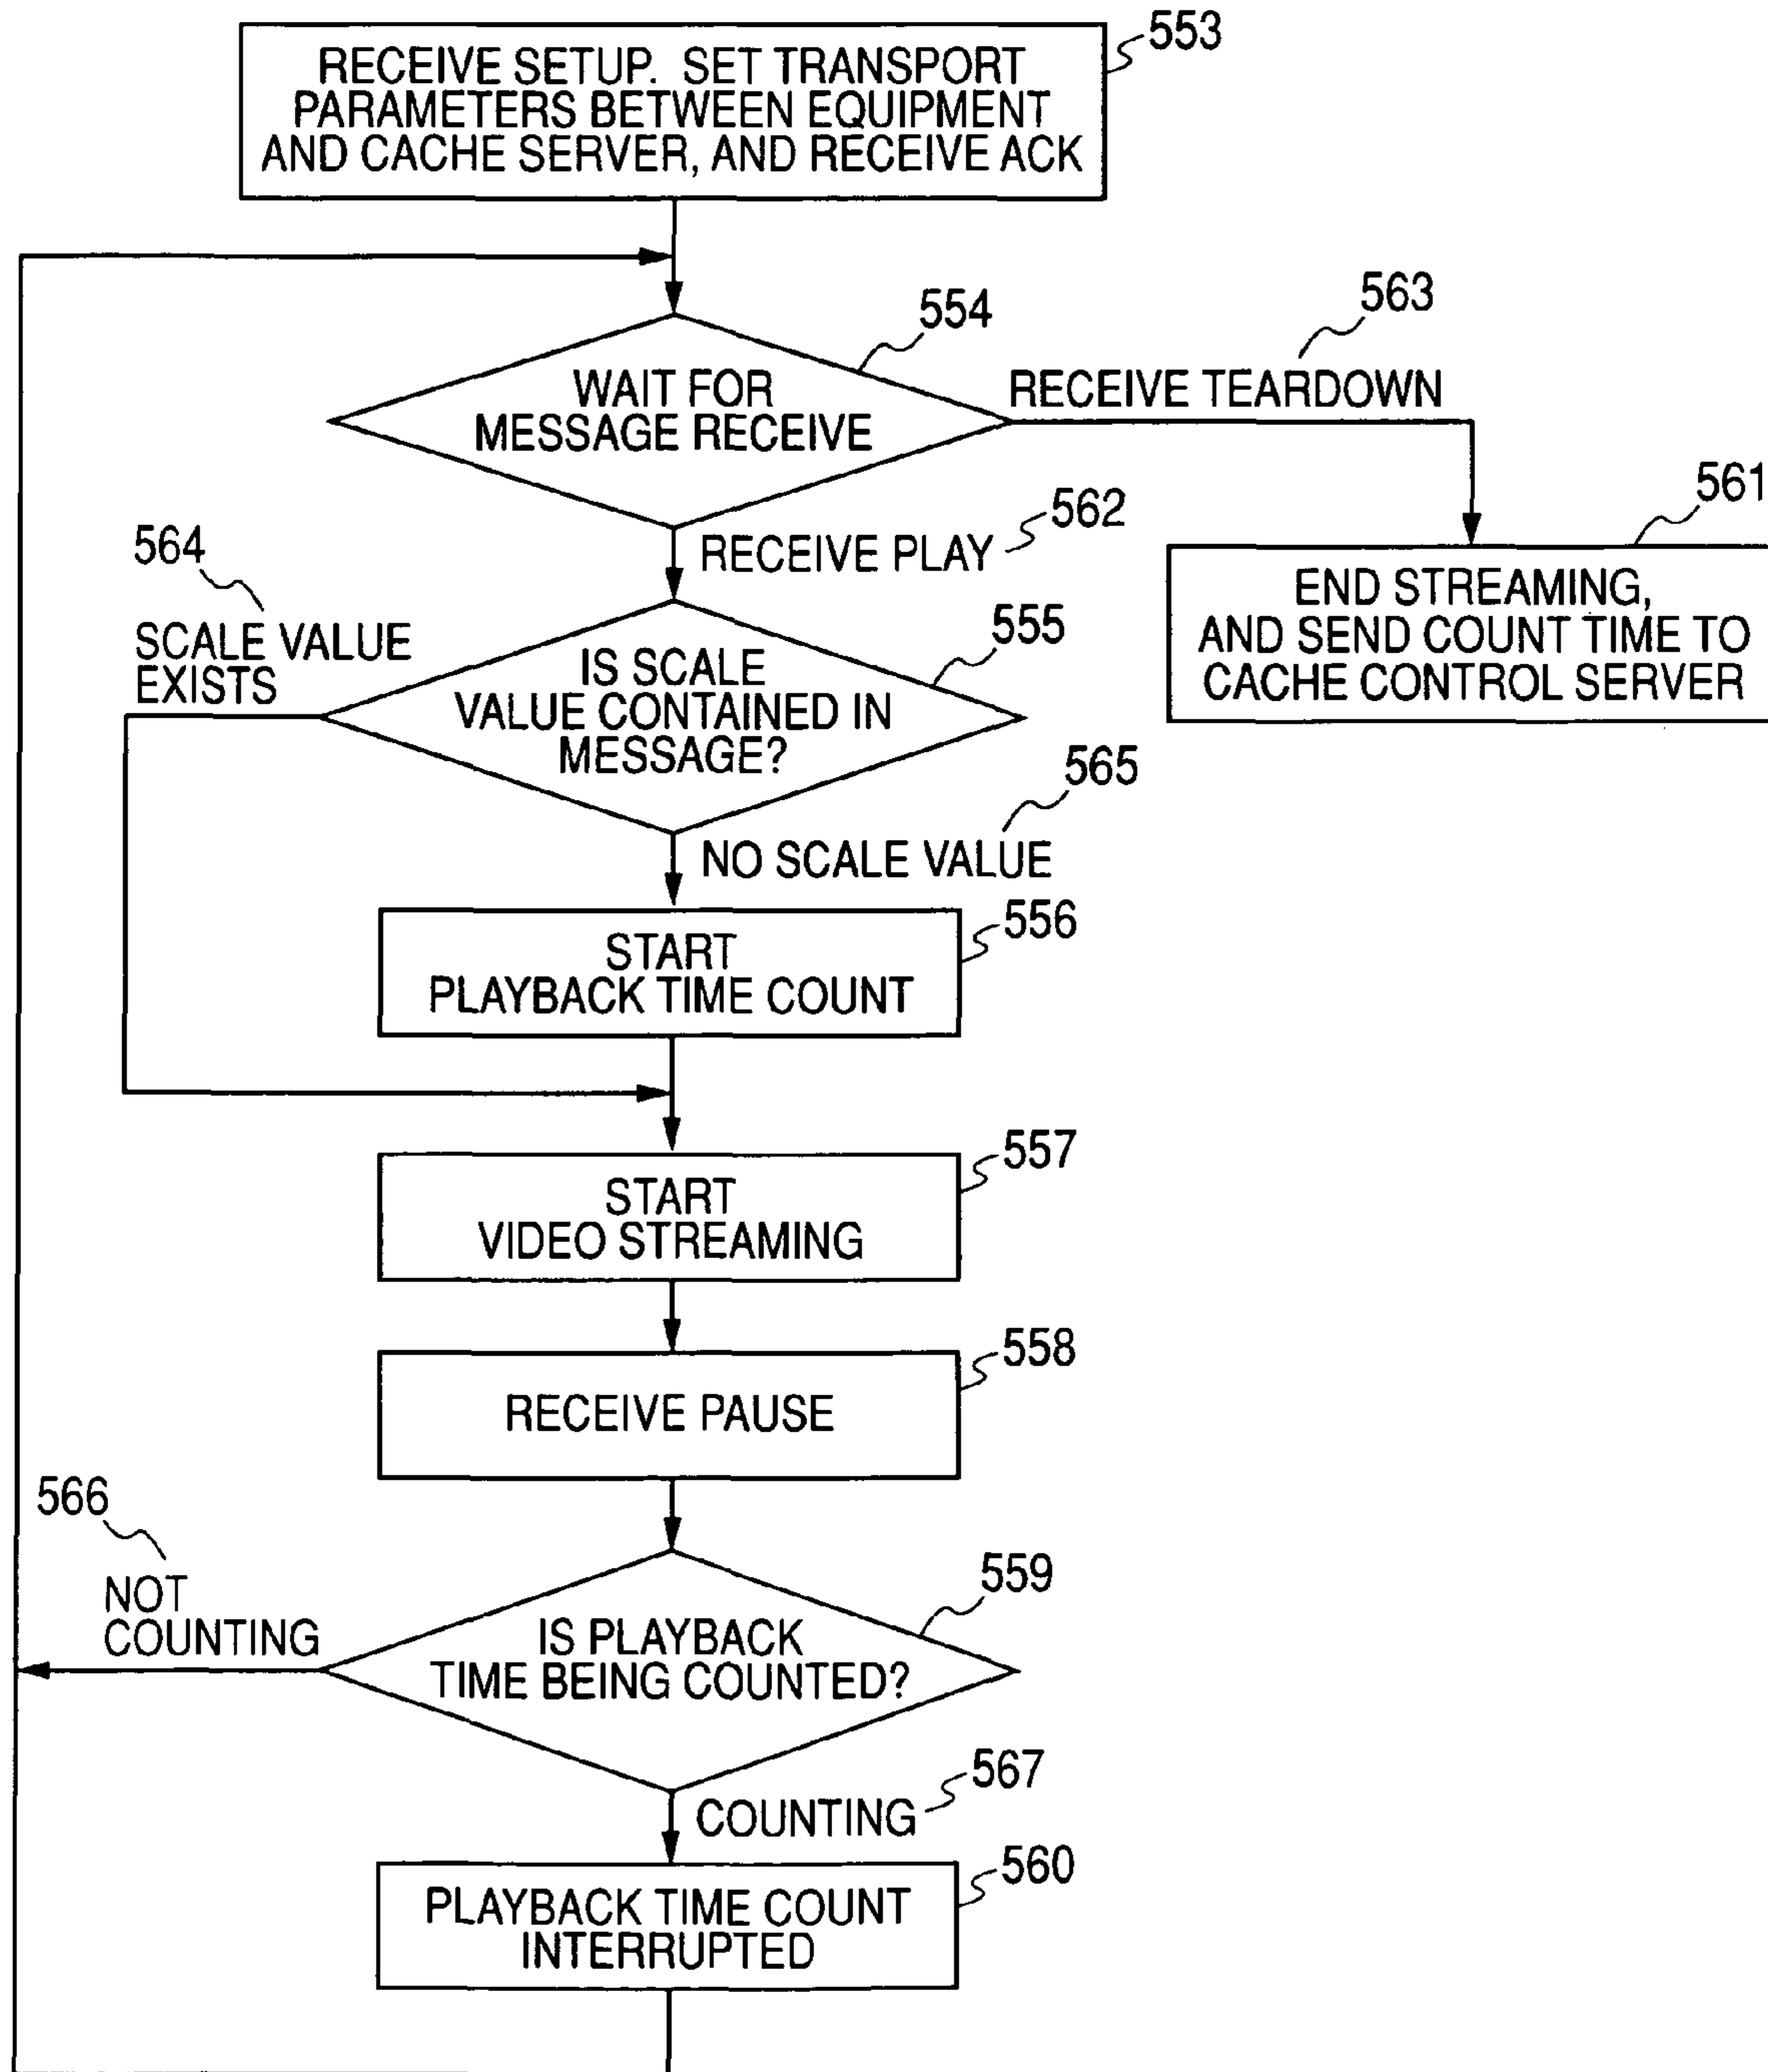 553
RECEIVE SETUP. SET TRANSPORT
PARAMETERS BETWEEN EQUIPMENT
AND CACHE SERVER, AND RECEIVE ACK
554
WAIT FOR
MESSAGE RECEIVE
563
RECEIVE TEARDOWN
561
END STREAMING,
AND SEND COUNT TIME TO
CACHE CONTROL SERVER
562
RECEIVE PLAY
564
SCALE VALUE
EXISTS
555
IS SCALE
VALUE CONTAINED IN
MESSAGE?
565
NO SCALE VALUE
556
START
PLAYBACK TIME COUNT
557
START
VIDEO STREAMING
558
RECEIVE PAUSE
566
NOT
COUNTING
559
IS PLAYBACK
TIME BEING COUNTED?
567
COUNTING
560
PLAYBACK TIME COUNT
INTERRUPTED